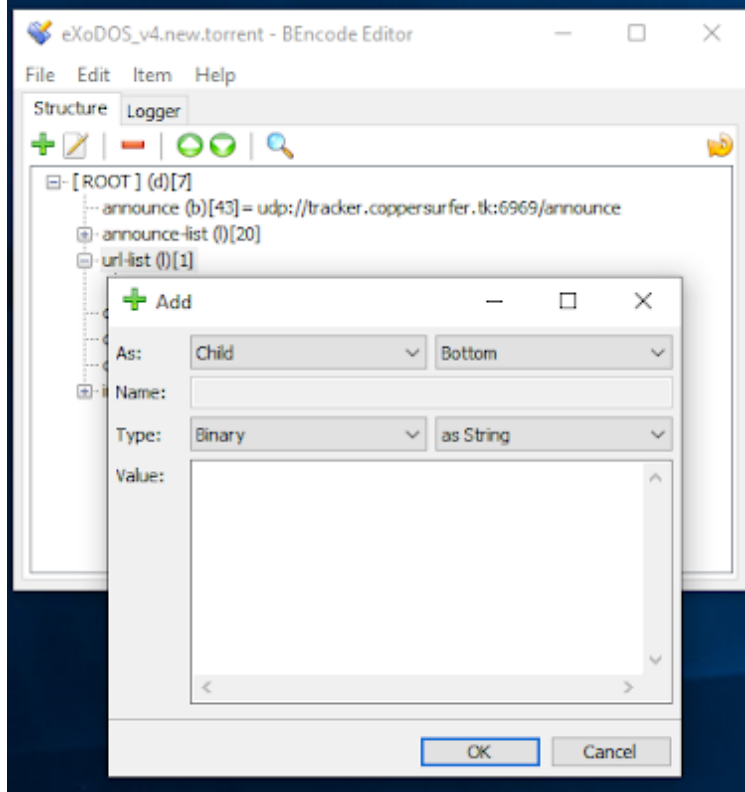 eXoDOS_v4.new.torrent - BEncode Editor
File Edit Item Help
Structure Logger
[ ROOT ] (d)[7]
announce (b)[43]= udp://tracker.coppersurfer.tk:6969/announce
announce-list (l)[20]
url-list (l)[1]
Add
As: Child Bottom
Name:
Type: Binary as String
Value:
OK Cancel